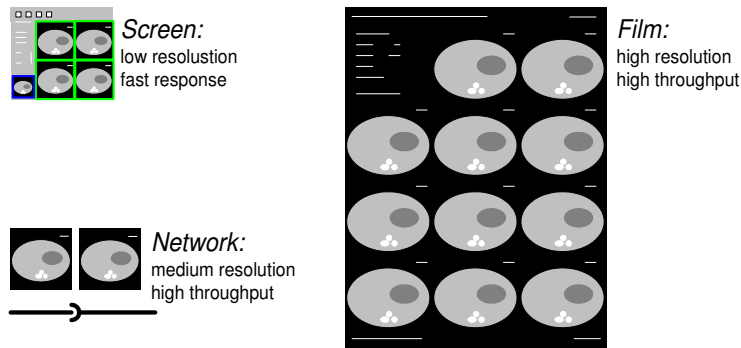 Screen:
low resolustion
fast response
Film:
high resolution
high throughput
Network:
medium resolution
high throughput